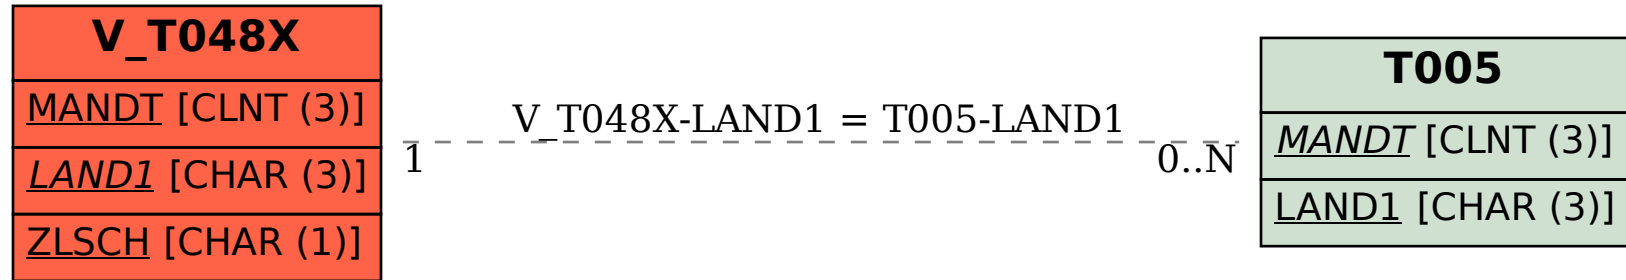 V_T048X
MANDT [CLNT (3)]
LAND1 [CHAR (3)]
ZLSCH [CHAR (1)]
V_T048X-LAND1 = T005-LAND1
1
0..N
T005
MANDT [CLNT (3)]
LAND1 [CHAR (3)]